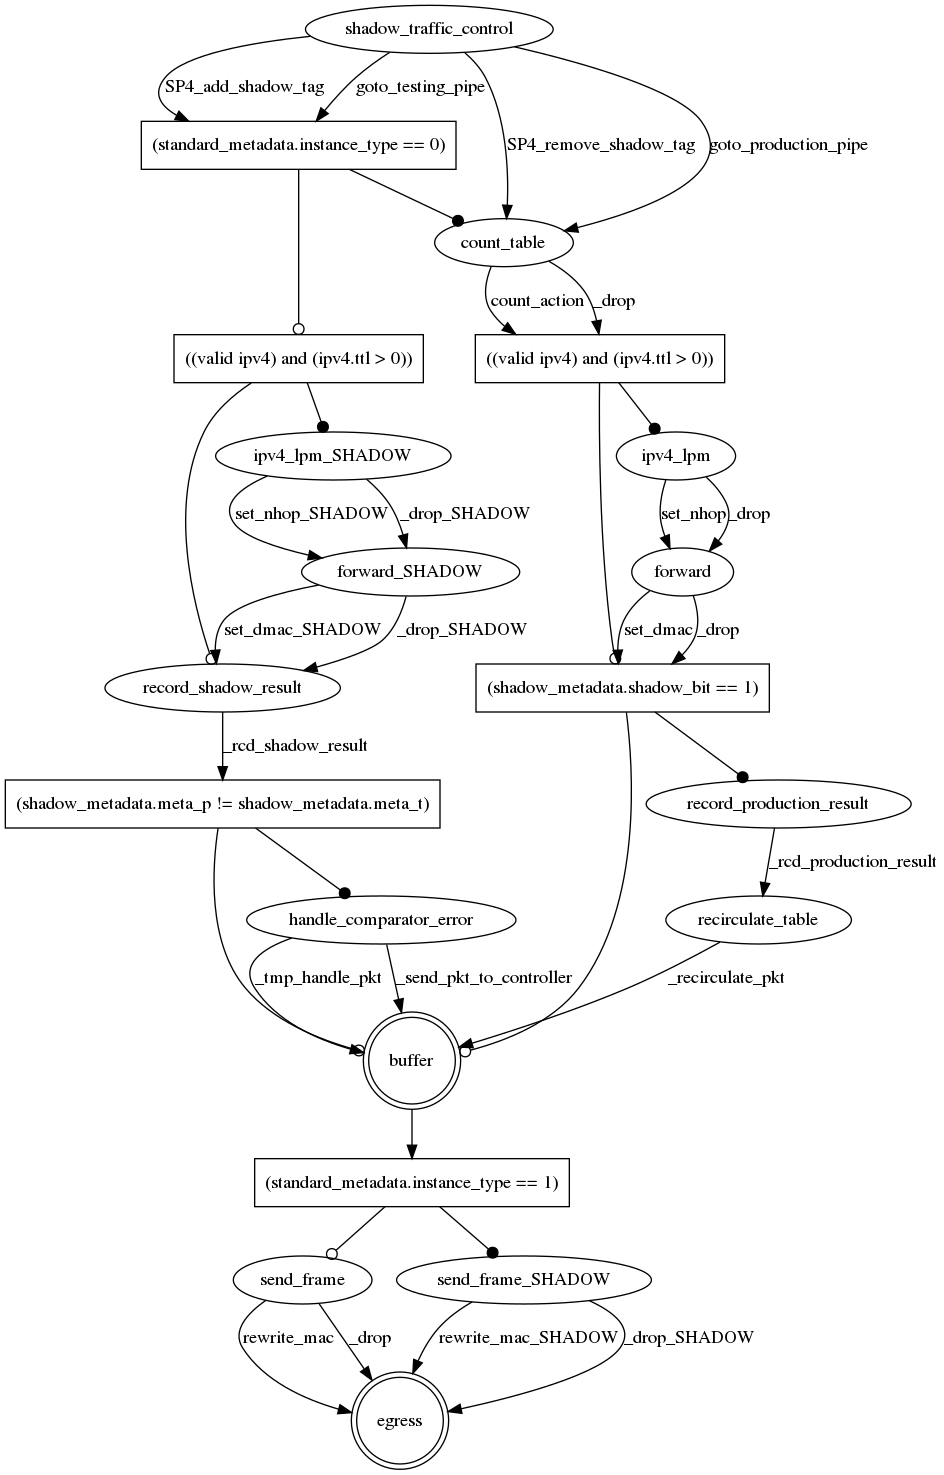 shadow_traffic_control
SP4_add_shadow_tag
goto_testing_pipe
(standard_metadata.instance_type == 0)
SP4_remove_shadow_tag
goto_production_pipe
count_table
count_action
_drop
((valid ipv4) and (ipv4.ttl > 0))
((valid ipv4) and (ipv4.ttl > 0))
ipv4_lpm_SHADOW
ipv4_lpm
set_nhop_SHADOW
_drop_SHADOW
set_nhop
_drop
forward_SHADOW
forward
set_dmac_SHADOW
_drop_SHADOW
set_dmac
_drop
record_shadow_result
(shadow_metadata.shadow_bit == 1)
_rcd_shadow_result
(shadow_metadata.meta_p != shadow_metadata.meta_t)
record_production_result
_rcd_production_result
handle_comparator_error
recirculate_table
_tmp_handle_pkt
_send_pkt_to_controller
_recirculate_pkt
buffer
(standard_metadata.instance_type == 1)
send_frame
send_frame_SHADOW
rewrite_mac
_drop
rewrite_mac_SHADOW
_drop_SHADOW
egress